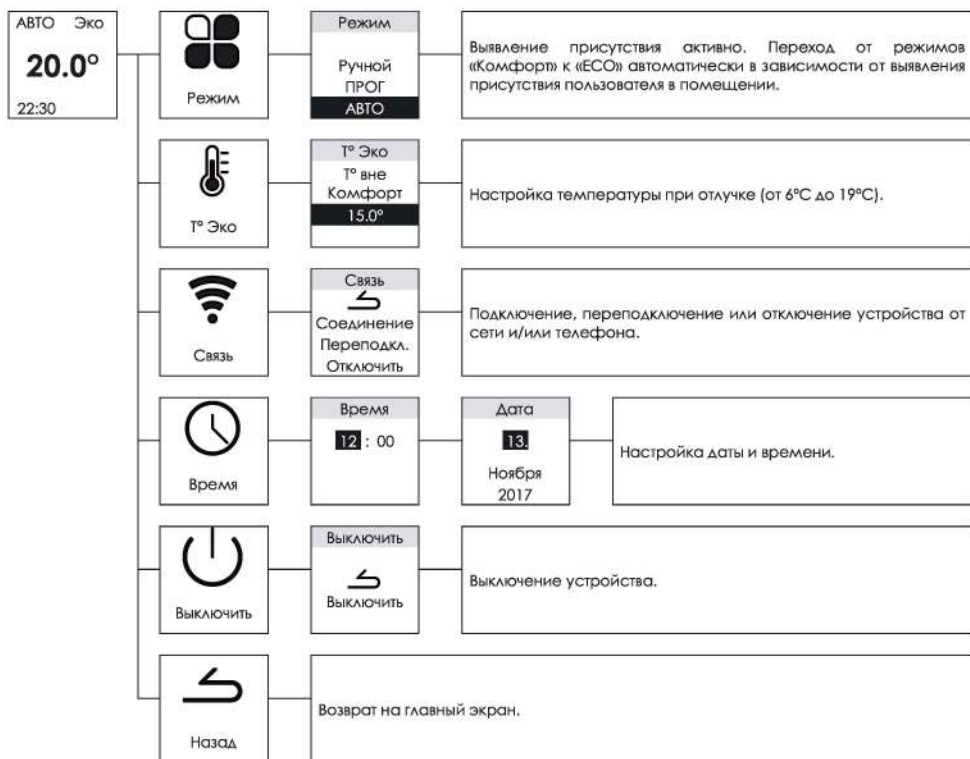 АВТО Эко
20.0°
22:30
Режим
Режим
Ручной
ПРОГ
АВТО
Выявление присутствия активно. Переход от режимов
«Комфорт» к «ECO» автоматически в зависимости от выявления
присутствия пользователя в помещении.
Т° Эко
Т° Эко
Т° вне
Комфорт
15.0°
Настройка температуры при отлучке (от 6°С до 19°С).
Связь
Связь
Соединение
Переподкл.
Отключить
Подключение, переподключение или отключение устройства от
сети и/или телефона.
Время
Время
12 : 00
Дата
13.
Ноября
2017
Настройка даты и времени.
Выключить
Выключить
Выключить
Выключение устройства.
Назад
Возврат на главный экран.